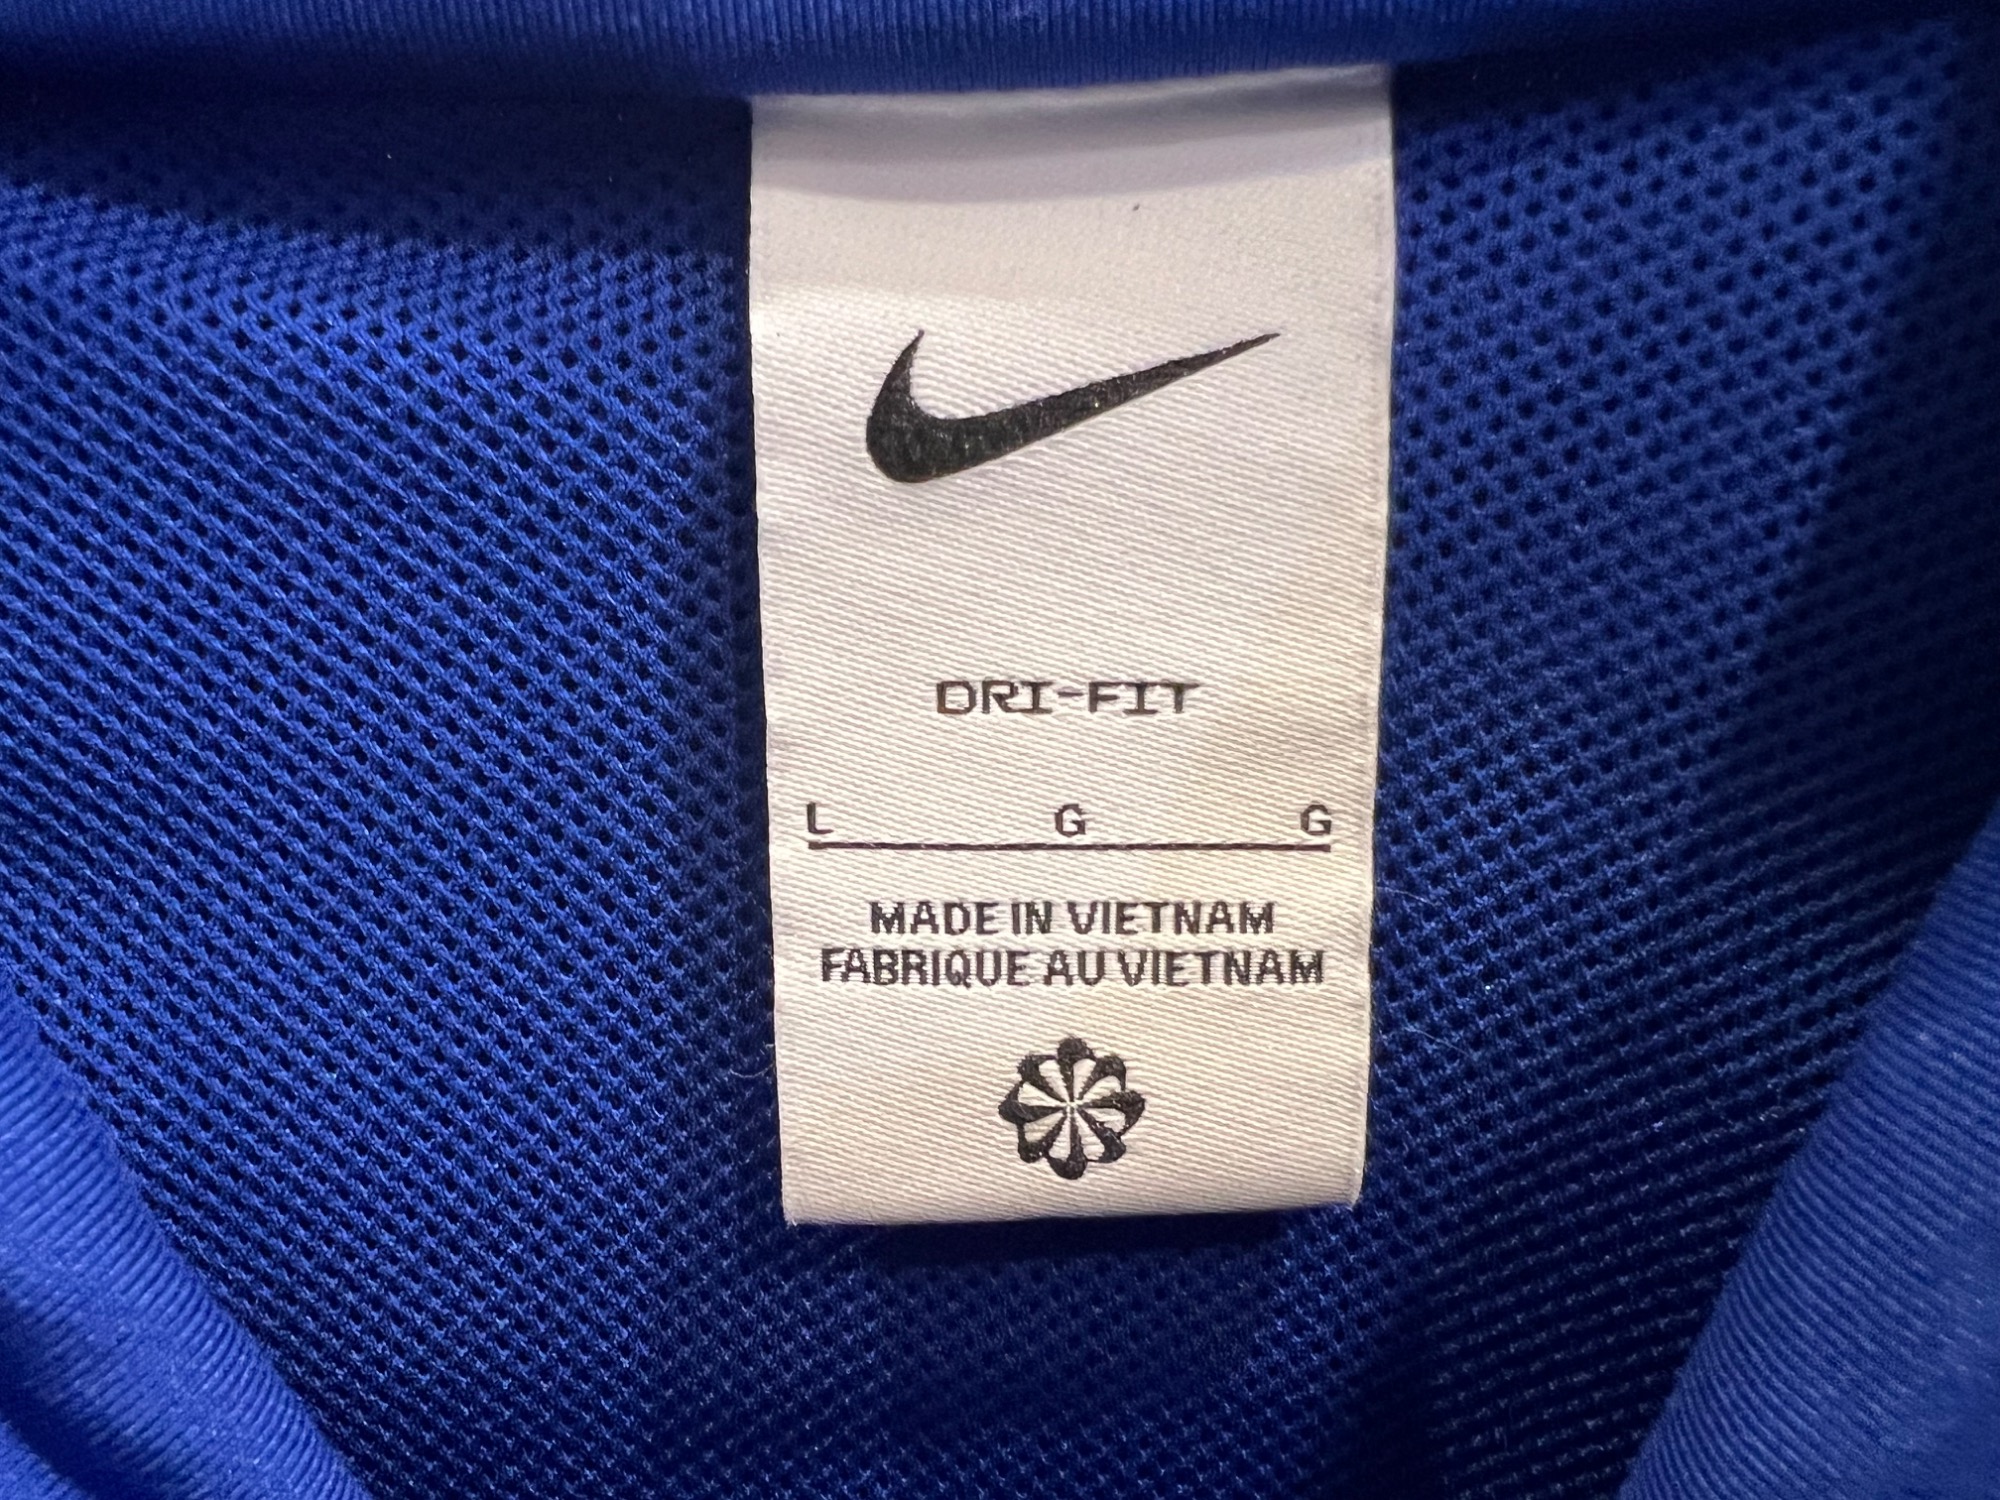 DRI-FIT
L G G
MADE IN VIETNAM
FABRIQUE AU VIETNAM